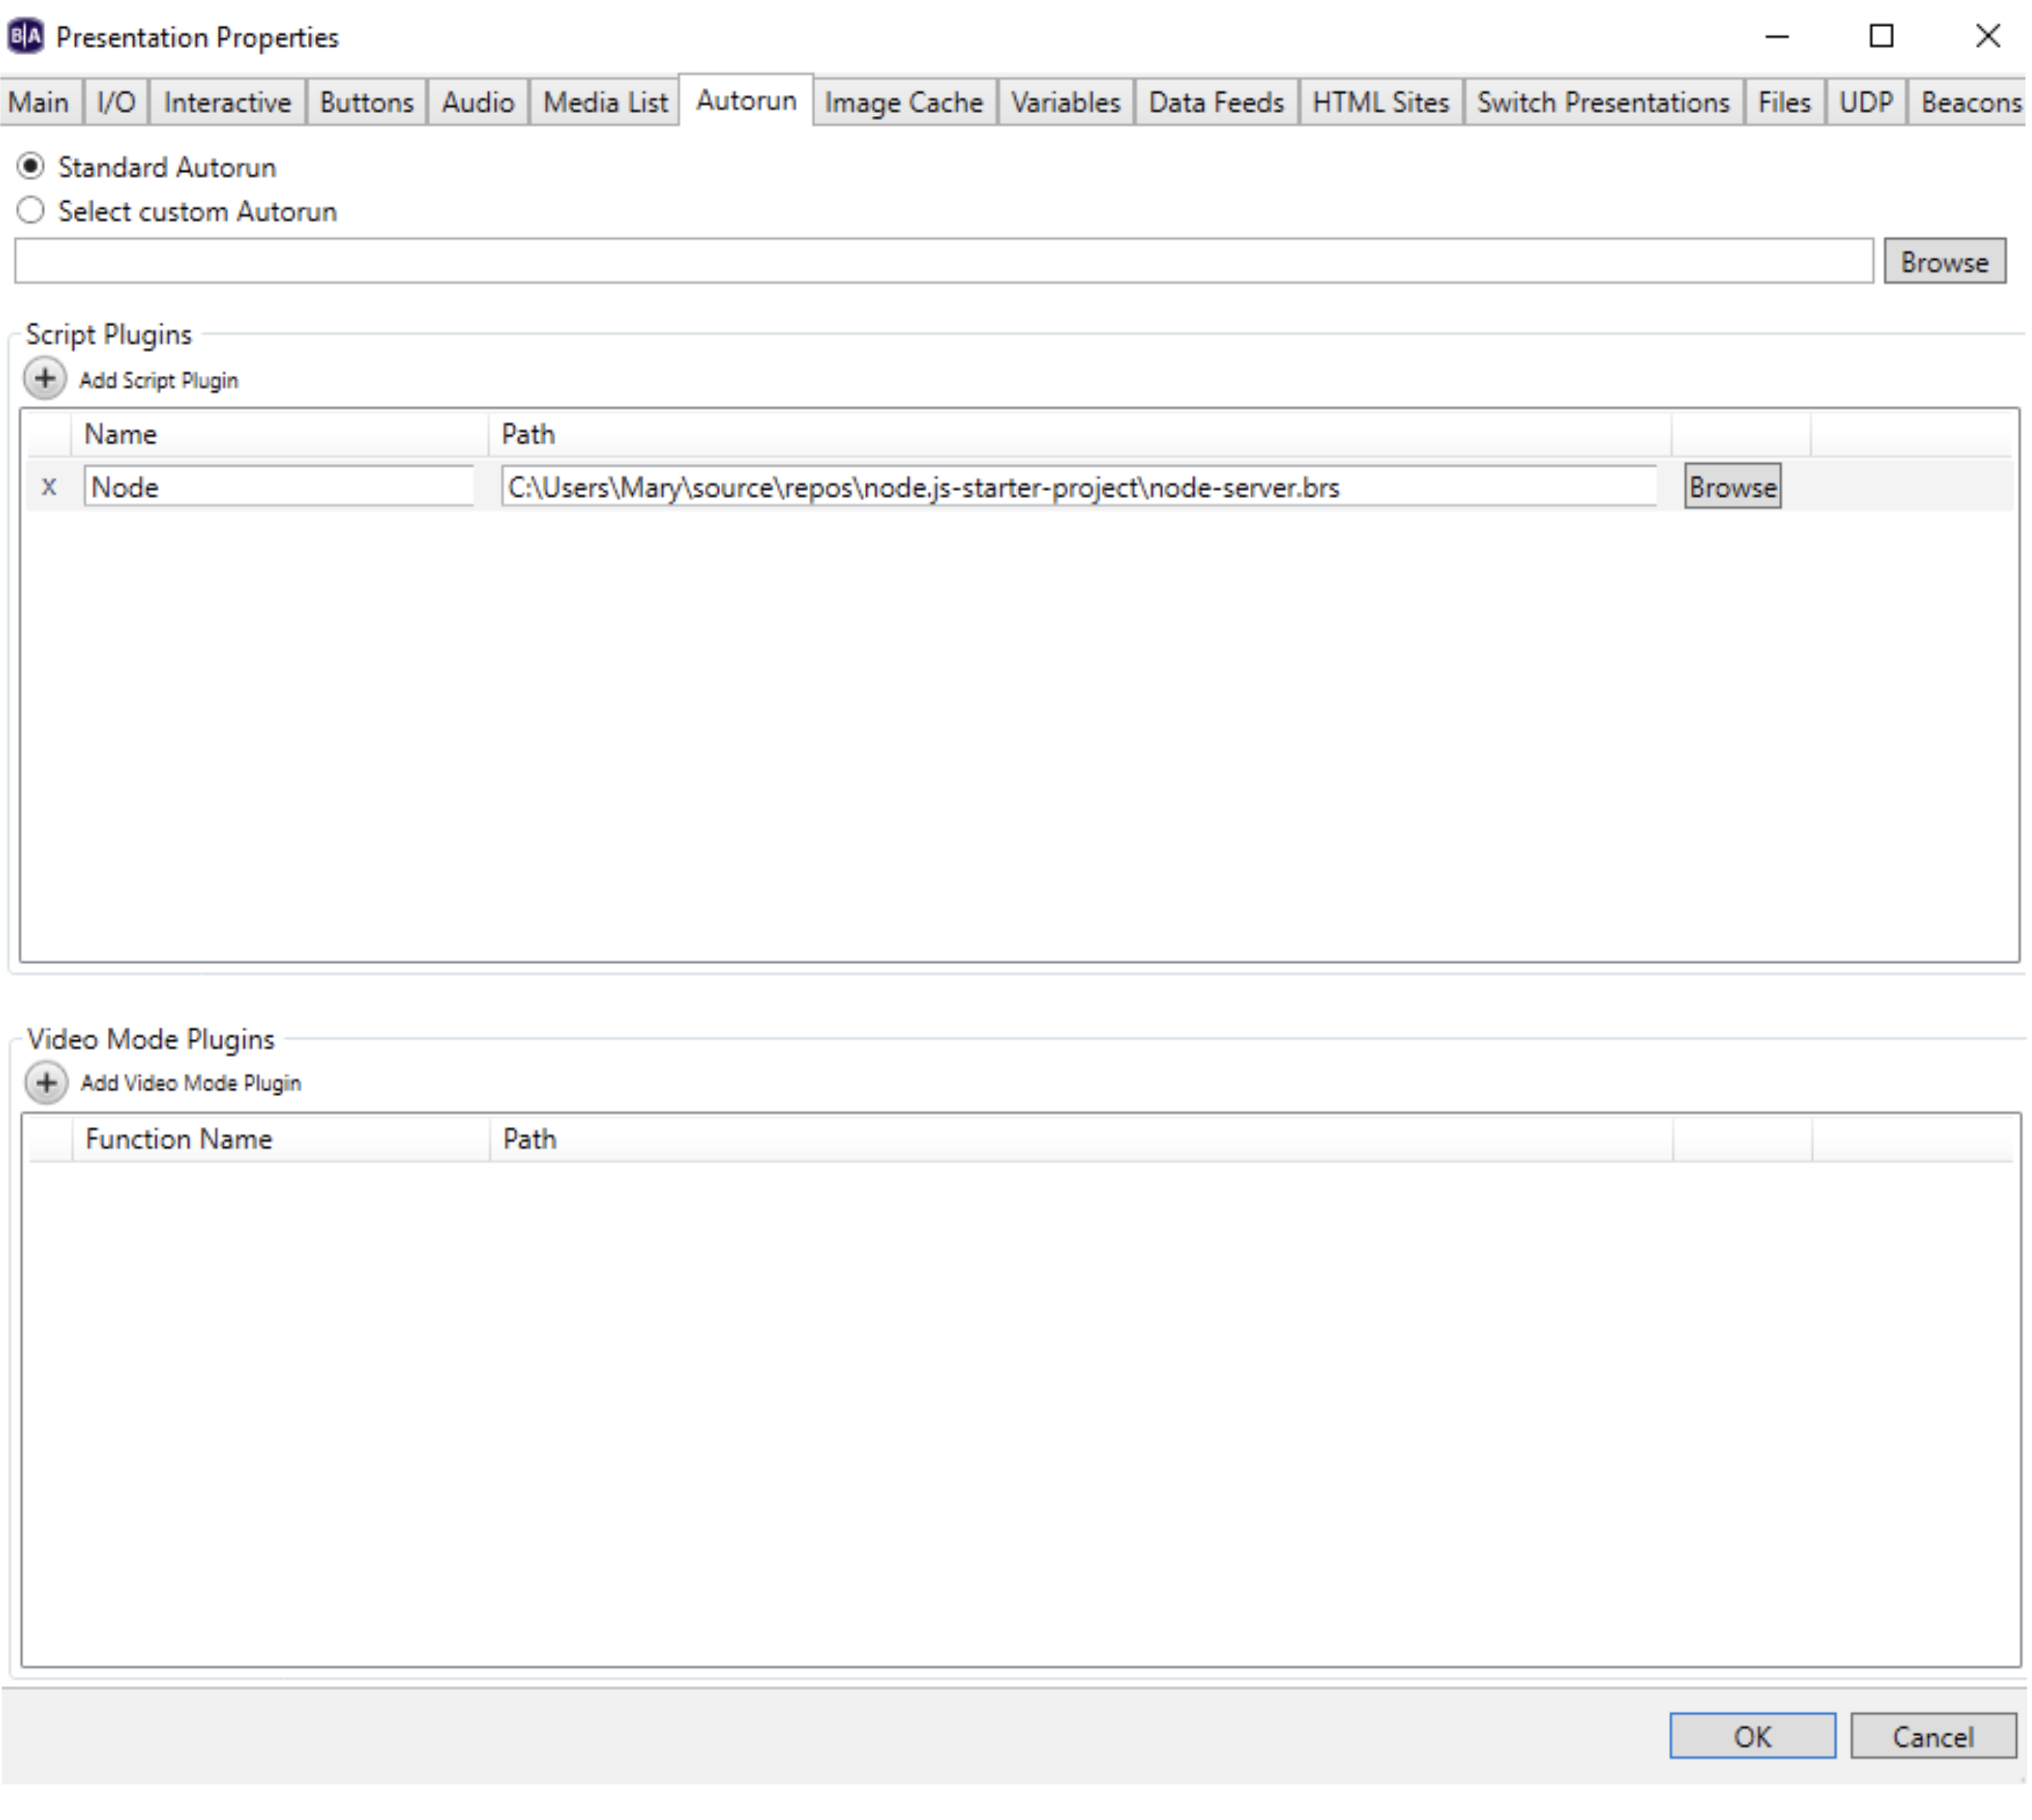 B|A Presentation Properties
Main I/O Interactive Buttons Audio Media List Autorun Image Cache Variables Data Feeds HTML Sites Switch Presentations Files UDP Beacons
Standard Autorun
Select custom Autorun
Browse
Script Plugins
+ Add Script Plugin
Name Path
x Node C:\Users\Mary\source\repos\node.js-starter-project\node-server.brs Browse
Video Mode Plugins
+ Add Video Mode Plugin
Function Name Path
OK Cancel